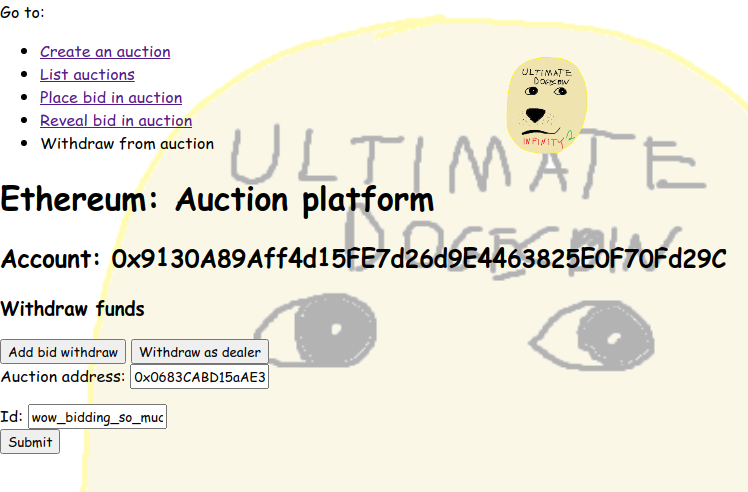 Go to:
Create an auction
List auctions
Place bid in auction
Reveal bid in auction
Withdraw from auction
ULTIMATE
DOGECOIN
INFINITY 2
ULTIMATE
Ethereum: Auction platform
Account: 0x9130A89Aff4d15FE7d26d9E4463825E0F70Fd29C
Withdraw funds
Add bid withdraw Withdraw as dealer
Auction address: 0x0683CABD15aAE3
Id: wow_bidding_so_muc
Submit